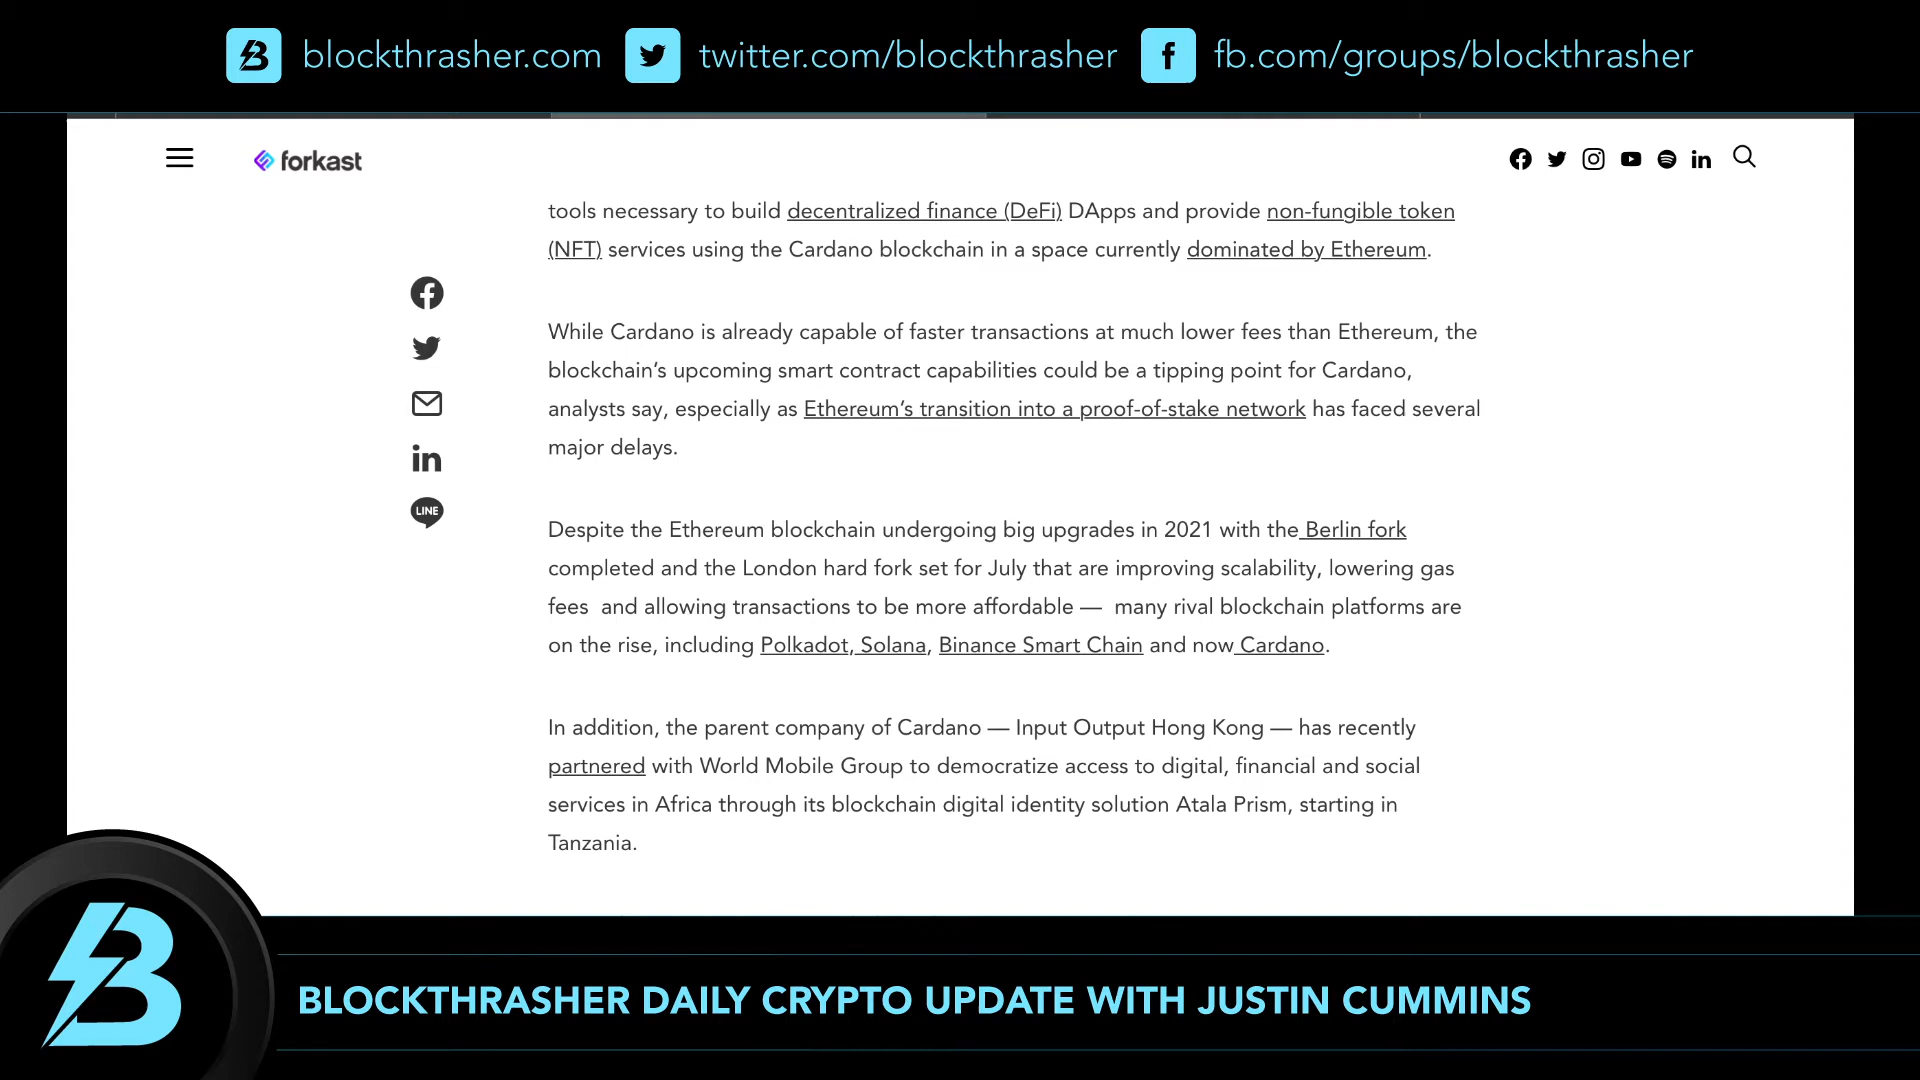 blockthrasher.com twitter.com/blockthrasher fb.com/groups/blockthrasher
forkast
tools necessary to build decentralized finance (DeFi) DApps and provide non-fungible token
(NFT) services using the Cardano blockchain in a space currently dominated by Ethereum.
While Cardano is already capable of faster transactions at much lower fees than Ethereum, the
blockchain’s upcoming smart contract capabilities could be a tipping point for Cardano,
analysts say, especially as Ethereum’s transition into a proof-of-stake network has faced several
major delays.
LINE
Despite the Ethereum blockchain undergoing big upgrades in 2021 with the Berlin fork
completed and the London hard fork set for July that are improving scalability, lowering gas
fees  and allowing transactions to be more affordable —  many rival blockchain platforms are
on the rise, including Polkadot, Solana, Binance Smart Chain and now Cardano.
In addition, the parent company of Cardano — Input Output Hong Kong — has recently
partnered with World Mobile Group to democratize access to digital, financial and social
services in Africa through its blockchain digital identity solution Atala Prism, starting in
Tanzania.
BLOCKTHRASHER DAILY CRYPTO UPDATE WITH JUSTIN CUMMINS